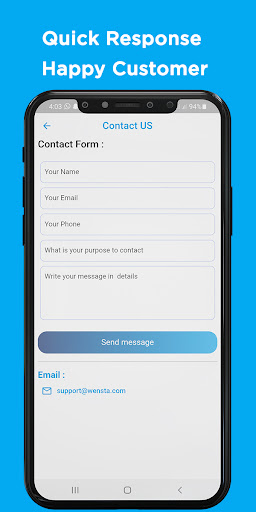 Quick Response
Happy Customer
4:03
94%
Contact US
Contact Form :
Your Name
Your Email
Your Phone
What is your purpose to contact
Write your message in details
Send message
Email :
support@wensta.com